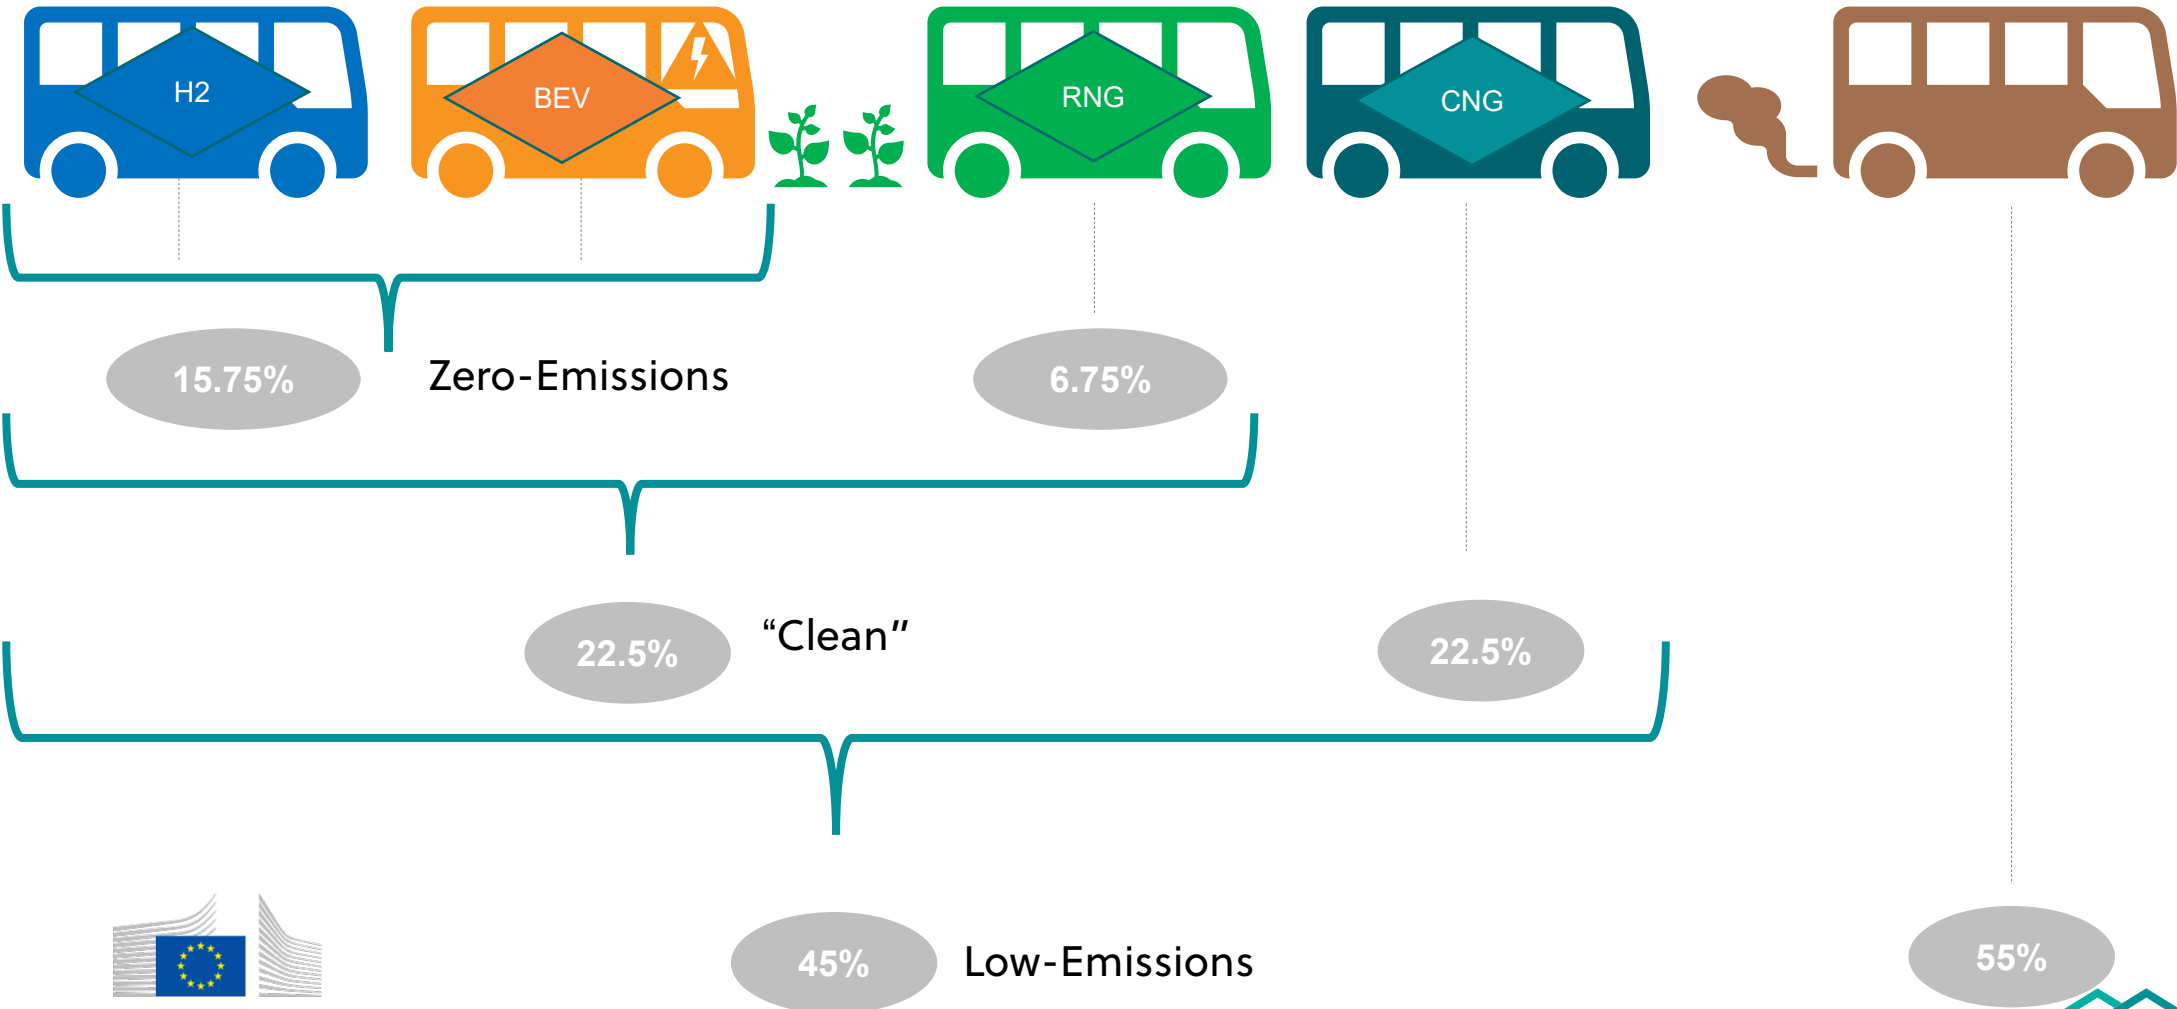 H2
BEV
RNG
CNG
15.75%
Zero-Emissions
6.75%
22.5%
“Clean”
22.5%
45%
Low-Emissions
55%